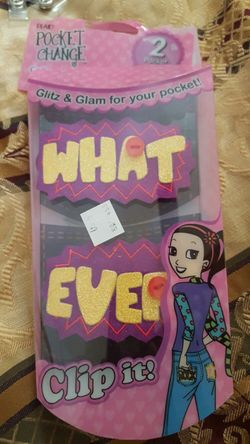 POCKET
CHANGE
2
Glitz & Glam for your pocket!
WHAT
EVER
Clip it!